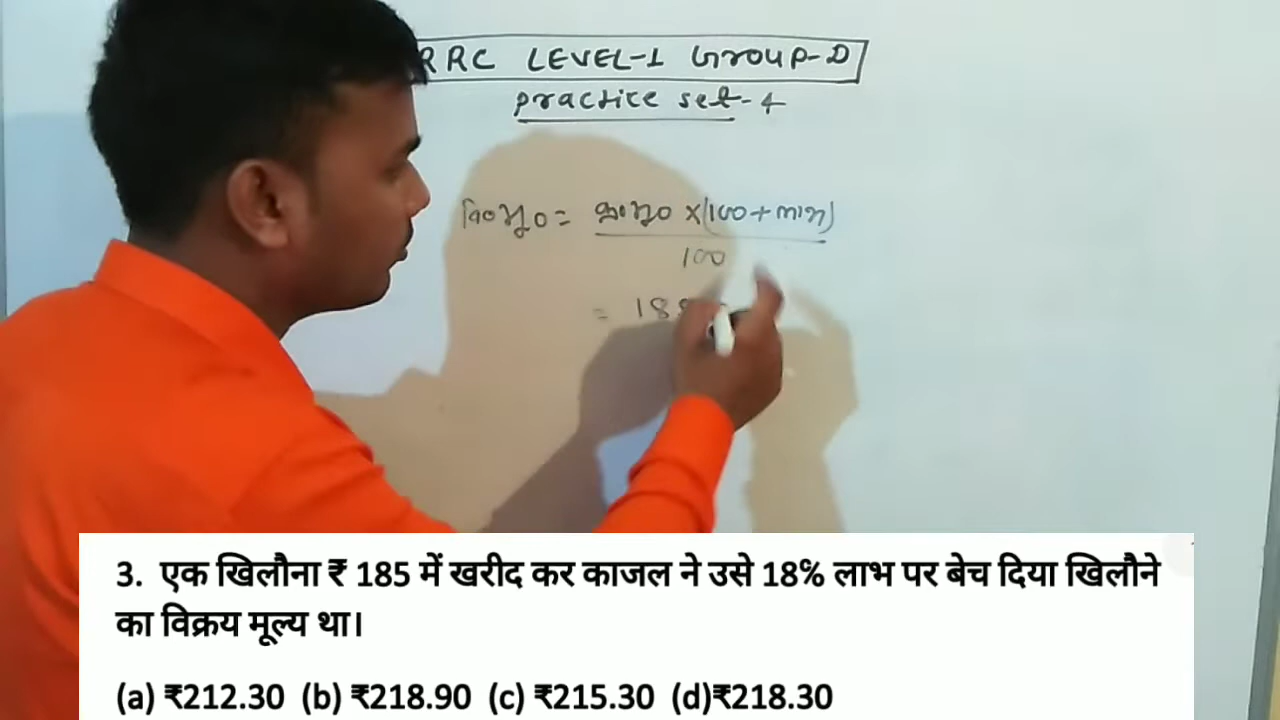 RRC LEVEL-1 GROUP-D
practice set-4
वि०मू० = क्र०मू० x (100+लाभ)
100
= 18
3. एक खिलौना ₹ 185 में खरीद कर काजल ने उसे 18% लाभ पर बेच दिया खिलौने
का विक्रय मूल्य था।
(a) ₹212.30 (b) ₹218.90 (c) ₹215.30 (d)₹218.30